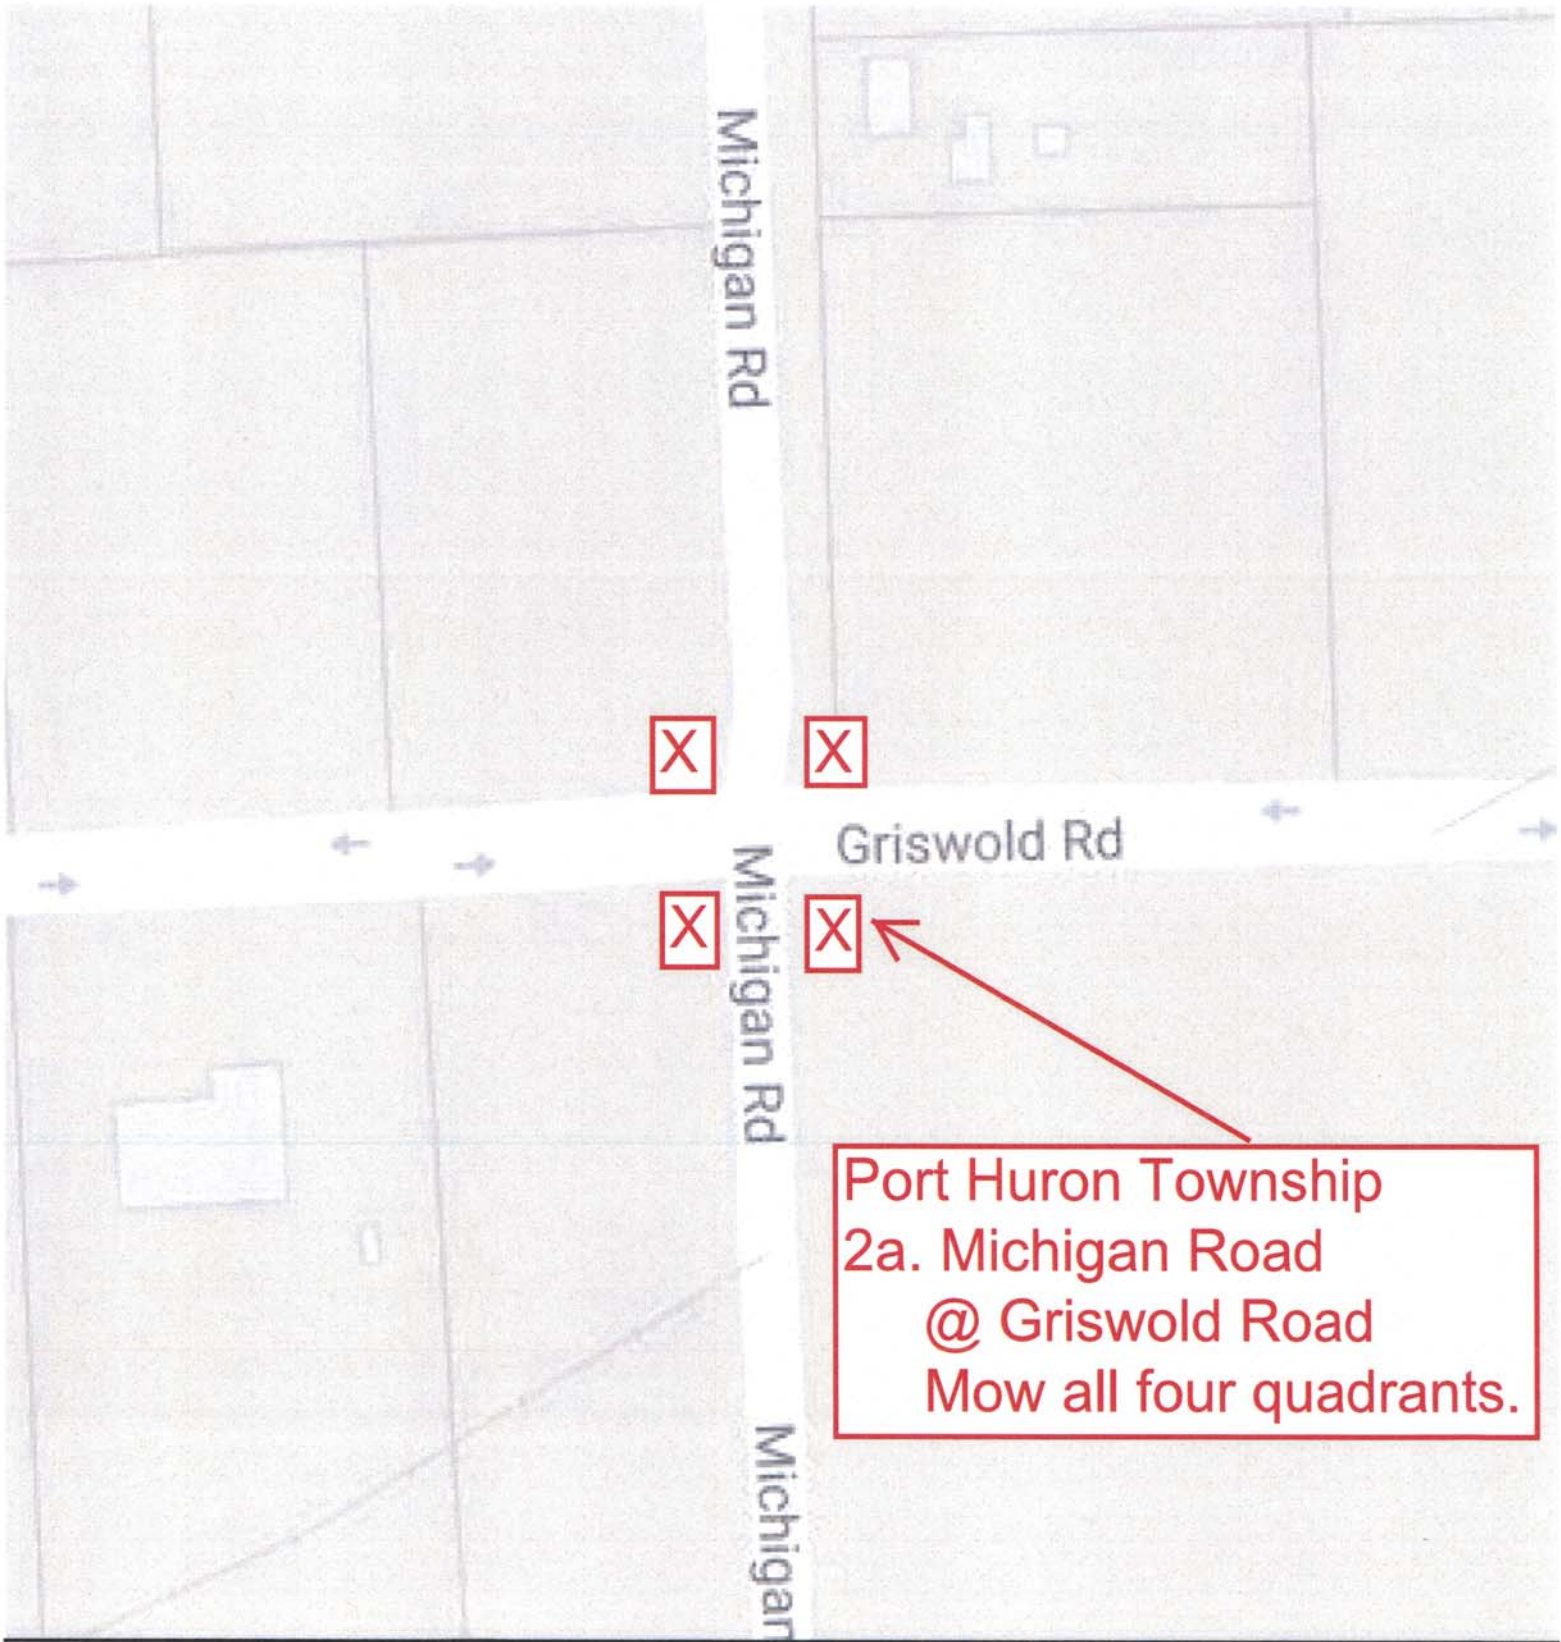 Michigan Rd
X
X
Griswold Rd
Michigan Rd
X
X
Port Huron Township
2a. Michigan Road
@ Griswold Road
Mow all four quadrants.
Michigan